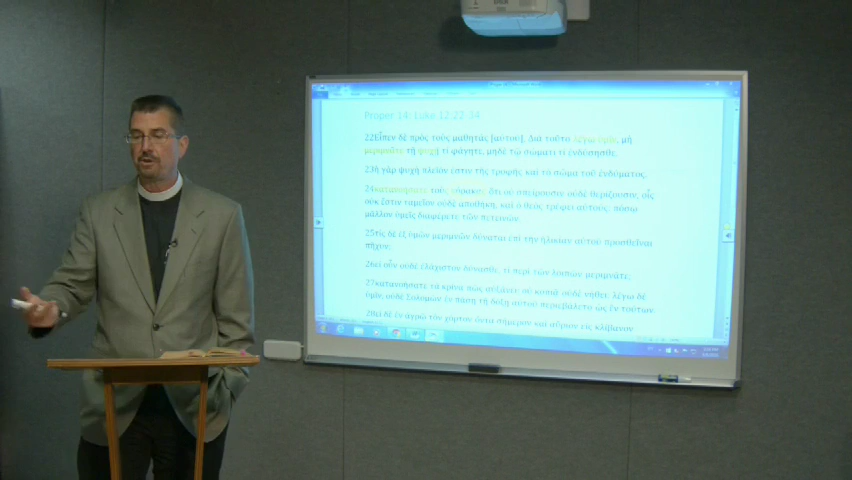 Proper 14: Luke 12:22-34
22Εἶπεν δὲ πρὸς τοὺς μαθητὰς [αὐτοῦ], Διὰ τοῦτο λέγω ὑμῖν, μὴ
μεριμνᾶτε τῇ ψυχῇ τί φάγητε, μηδὲ τῷ σώματι τί ἐνδύσησθε.
23ἡ γὰρ ψυχὴ πλεῖόν ἐστιν τῆς τροφῆς καὶ τὸ σῶμα τοῦ ἐνδύματος.
24κατανοήσατε τοὺς κόρακας ὅτι οὐ σπείρουσιν οὐδὲ θερίζουσιν, οἷς
οὐκ ἔστιν ταμεῖον οὐδὲ ἀποθήκη, καὶ ὁ θεὸς τρέφει αὐτούς· πόσῳ
μᾶλλον ὑμεῖς διαφέρετε τῶν πετεινῶν.
25τίς δὲ ἐξ ὑμῶν μεριμνῶν δύναται ἐπὶ τὴν ἡλικίαν αὐτοῦ προσθεῖναι
πῆχυν;
26εἰ οὖν οὐδὲ ἐλάχιστον δύνασθε, τί περὶ τῶν λοιπῶν μεριμνᾶτε;
27κατανοήσατε τὰ κρίνα πῶς αὐξάνει· οὐ κοπιᾷ οὐδὲ νήθει· λέγω δὲ
ὑμῖν, οὐδὲ Σολομὼν ἐν πάσῃ τῇ δόξῃ αὐτοῦ περιεβάλετο ὡς ἓν τούτων.
28εἰ δὲ ἐν ἀγρῷ τὸν χόρτον ὄντα σήμερον καὶ αὔριον εἰς κλίβανον